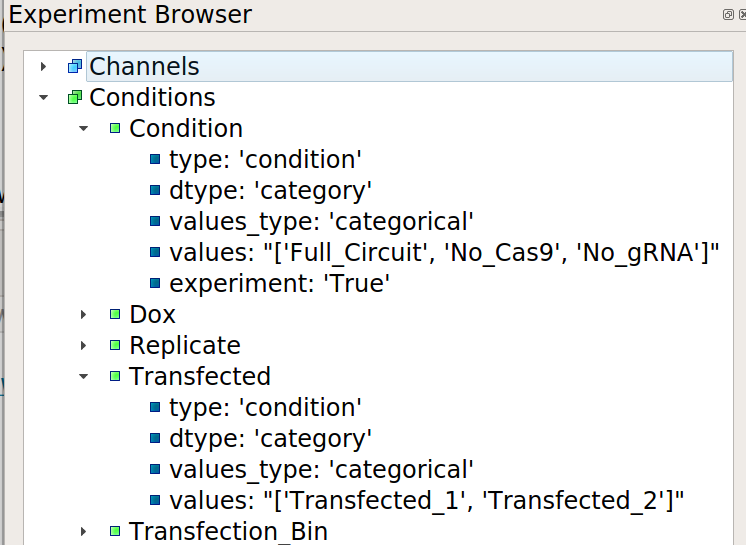 Experiment Browser
Channels
Conditions
Condition
type: 'condition'
dtype: 'category'
values_type: 'categorical'
values: "['Full_Circuit', 'No_Cas9', 'No_gRNA']"
experiment: 'True'
Dox
Replicate
Transfected
type: 'condition'
dtype: 'category'
values_type: 'categorical'
values: "['Transfected_1', 'Transfected_2']"
Transfection_Bin